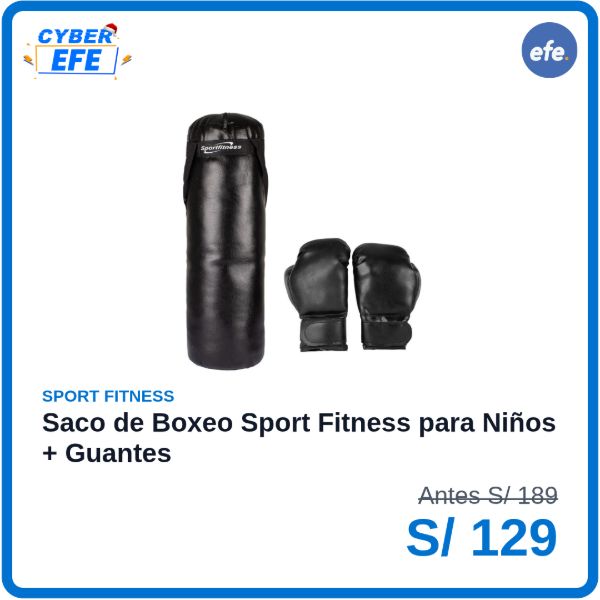 CYBER
EFE
efe.
Sportfitness
SPORT FITNESS
Saco de Boxeo Sport Fitness para Niños
+ Guantes
Antes S/ 189
S/ 129